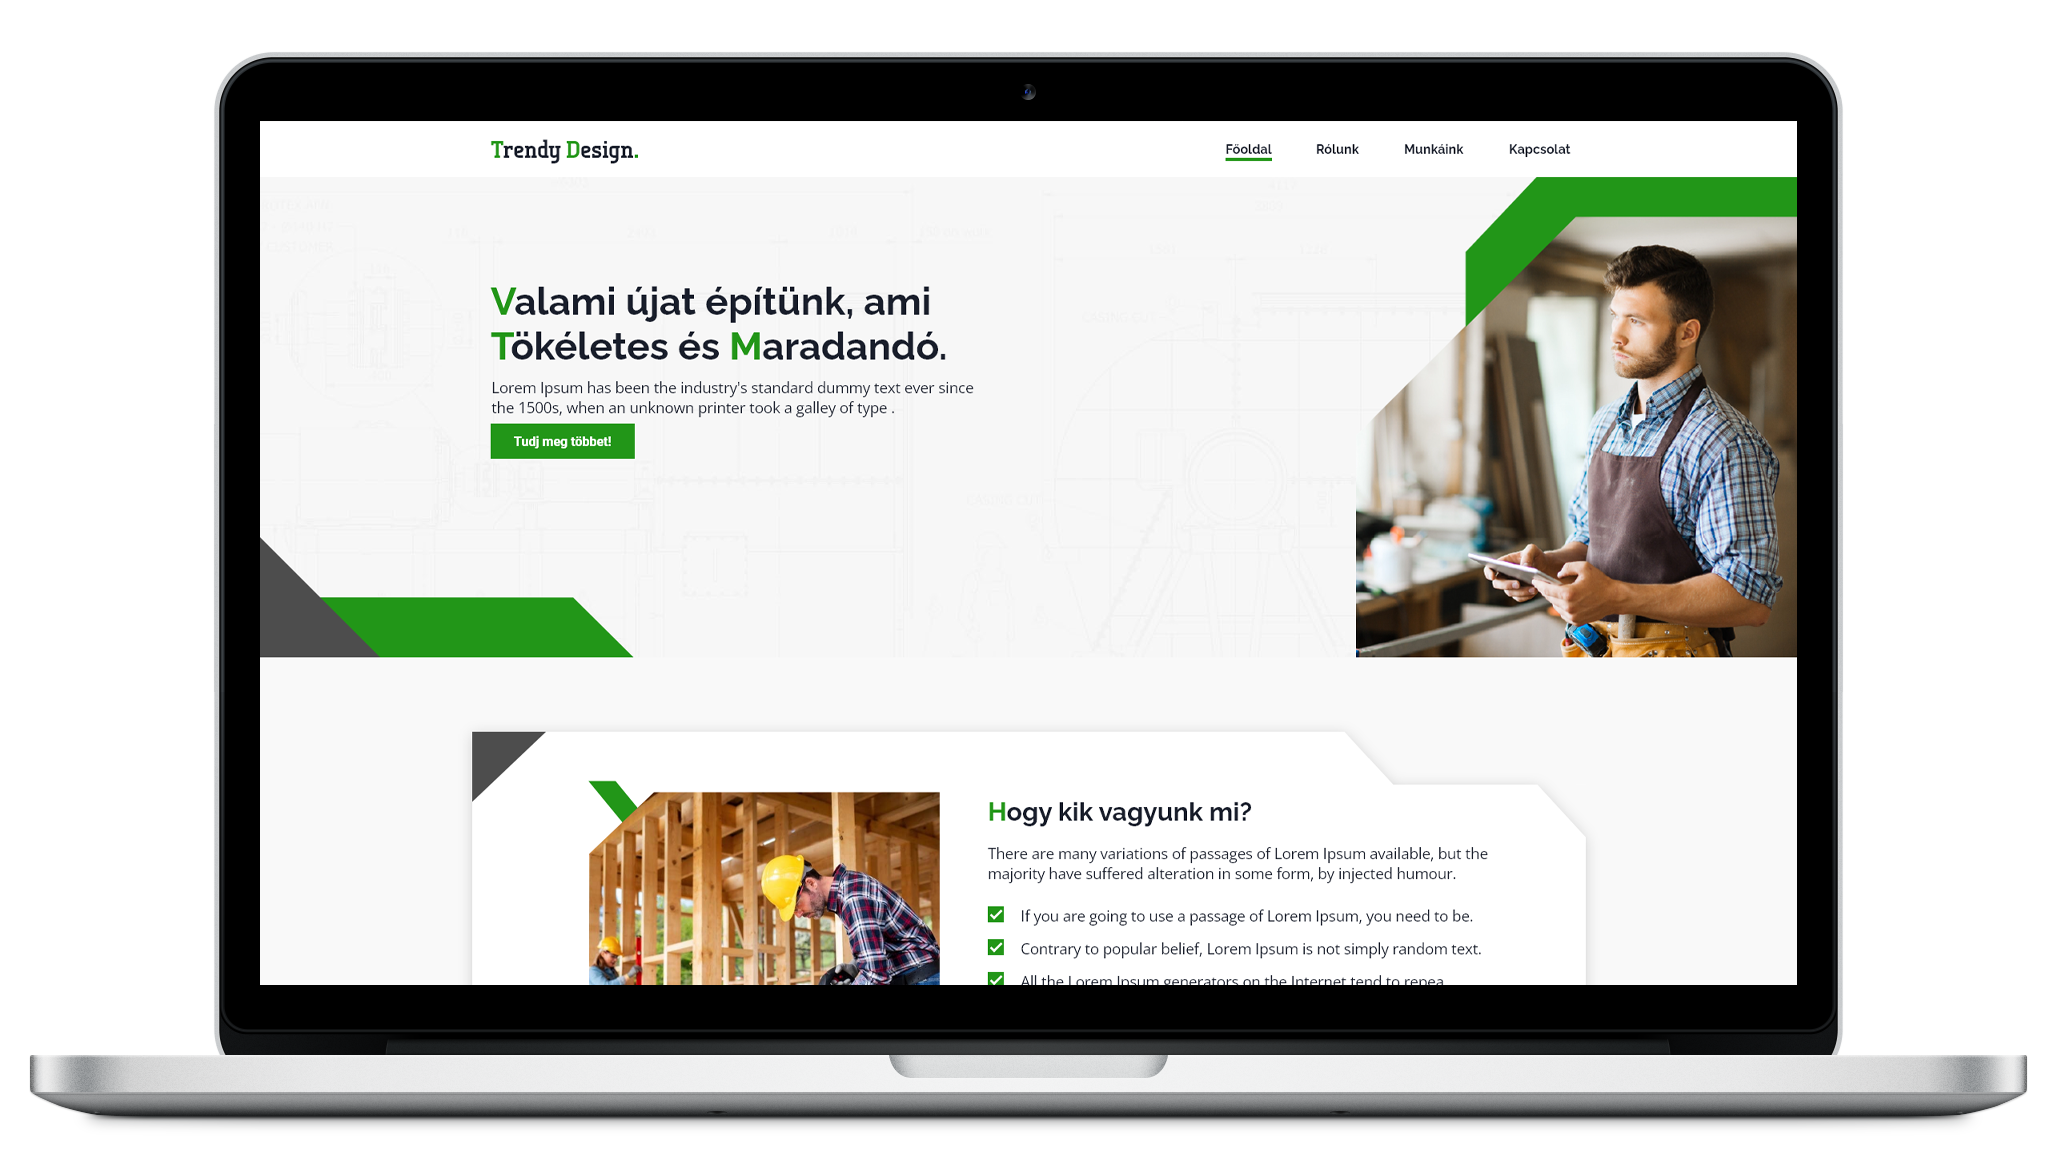 Trendy Design.
Főoldal Rólunk Munkáink Kapcsolat
Valami újat építünk, ami
Tökéletes és Maradandó.
Lorem Ipsum has been the industry's standard dummy text ever since
the 1500s, when an unknown printer took a galley of type .
Tudj meg többet!
Hogy kik vagyunk mi?
There are many variations of passages of Lorem Ipsum available, but the
majority have suffered alteration in some form, by injected humour.
If you are going to use a passage of Lorem Ipsum, you need to be.
Contrary to popular belief, Lorem Ipsum is not simply random text.
All the Lorem Ipsum generators on the Internet tend to repea